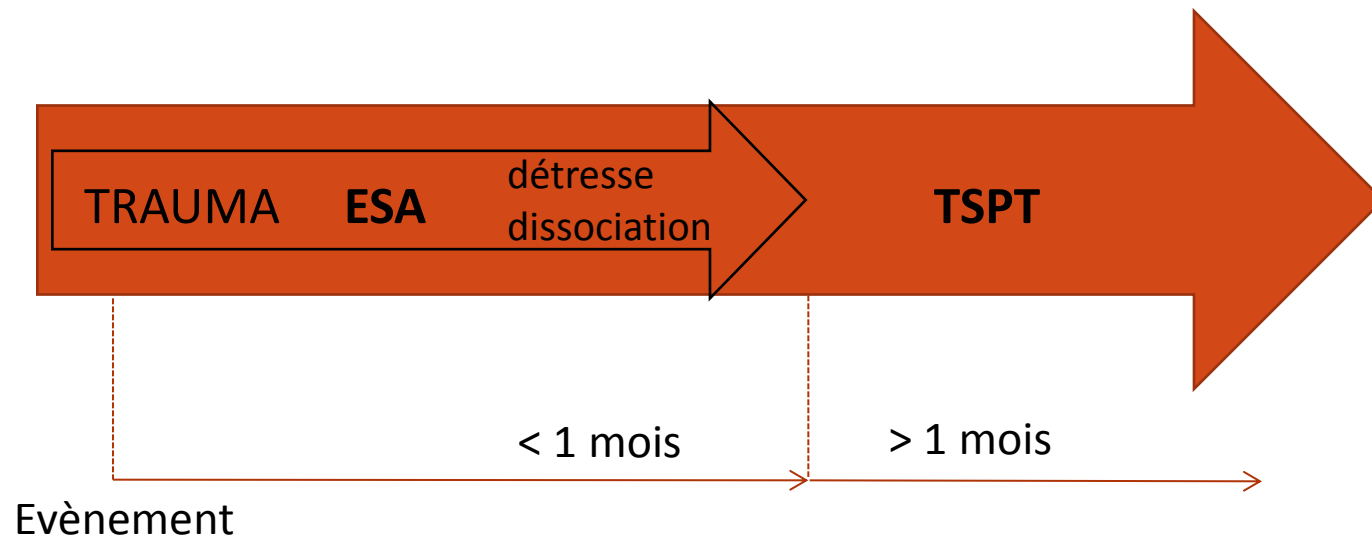 TRAUMA ESA détresse
dissociation
TSPT
< 1 mois
> 1 mois
Evènement